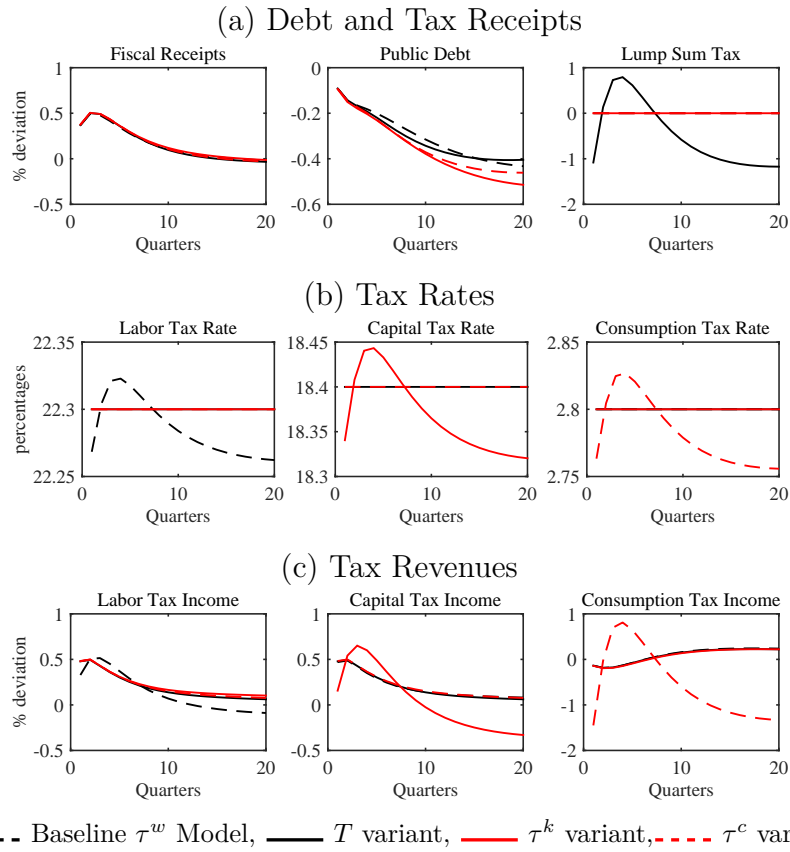 (a) Debt and Tax Receipts
Fiscal Receipts
Public Debt
Lump Sum Tax
% deviation
1
0.5
0
-0.5
0
-0.2
-0.4
-0.6
1
0
-1
-2
0 10 20
0 10 20
0 10 20
Quarters
Quarters
Quarters
(b) Tax Rates
Labor Tax Rate
Capital Tax Rate
Consumption Tax Rate
percentages
22.35
22.3
22.25
18.45
18.4
18.35
18.3
2.85
2.8
2.75
0 10 20
0 10 20
0 10 20
Quarters
Quarters
Quarters
(c) Tax Revenues
Labor Tax Income
Capital Tax Income
Consumption Tax Income
% deviation
1
0.5
0
-0.5
1
0.5
0
-0.5
1
0
-1
-2
0 10 20
0 10 20
0 10 20
Quarters
Quarters
Quarters
Baseline τ^w Model, T variant, τ^k variant, τ^c var